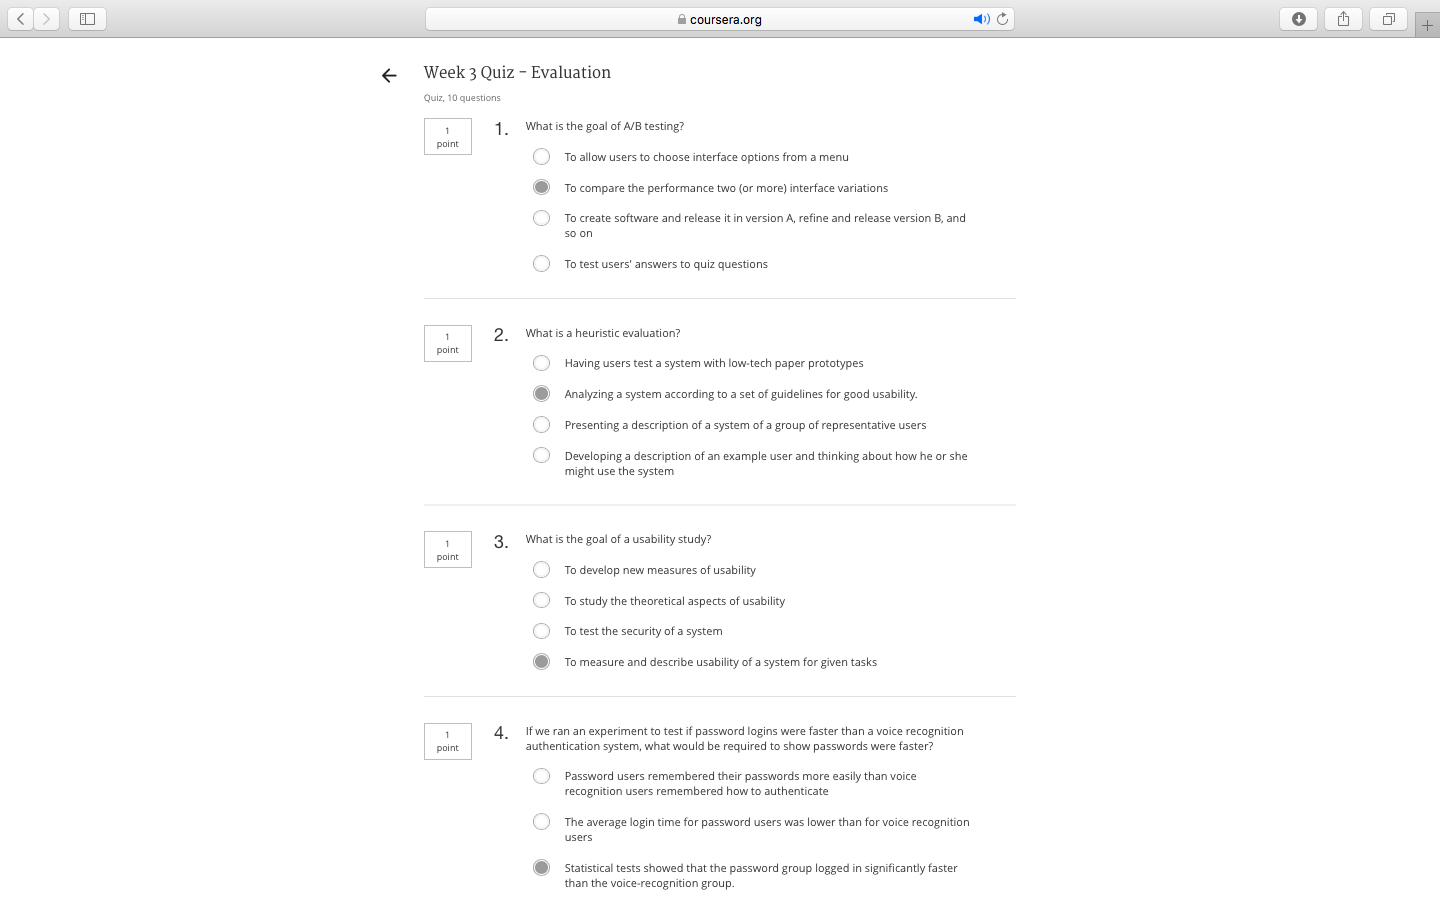 coursera.org
Week 3 Quiz - Evaluation
Quiz, 10 questions
1
point
1.
What is the goal of A/B testing?
To allow users to choose interface options from a menu
To compare the performance two (or more) interface variations
To create software and release it in version A, refine and release version B, and
so on
To test users' answers to quiz questions
1
point
2.
What is a heuristic evaluation?
Having users test a system with low-tech paper prototypes
Analyzing a system according to a set of guidelines for good usability.
Presenting a description of a system of a group of representative users
Developing a description of an example user and thinking about how he or she
might use the system
1
point
3.
What is the goal of a usability study?
To develop new measures of usability
To study the theoretical aspects of usability
To test the security of a system
To measure and describe usability of a system for given tasks
1
point
4.
If we ran an experiment to test if password logins were faster than a voice recognition
authentication system, what would be required to show passwords were faster?
Password users remembered their passwords more easily than voice
recognition users remembered how to authenticate
The average login time for password users was lower than for voice recognition
users
Statistical tests showed that the password group logged in significantly faster
than the voice-recognition group.